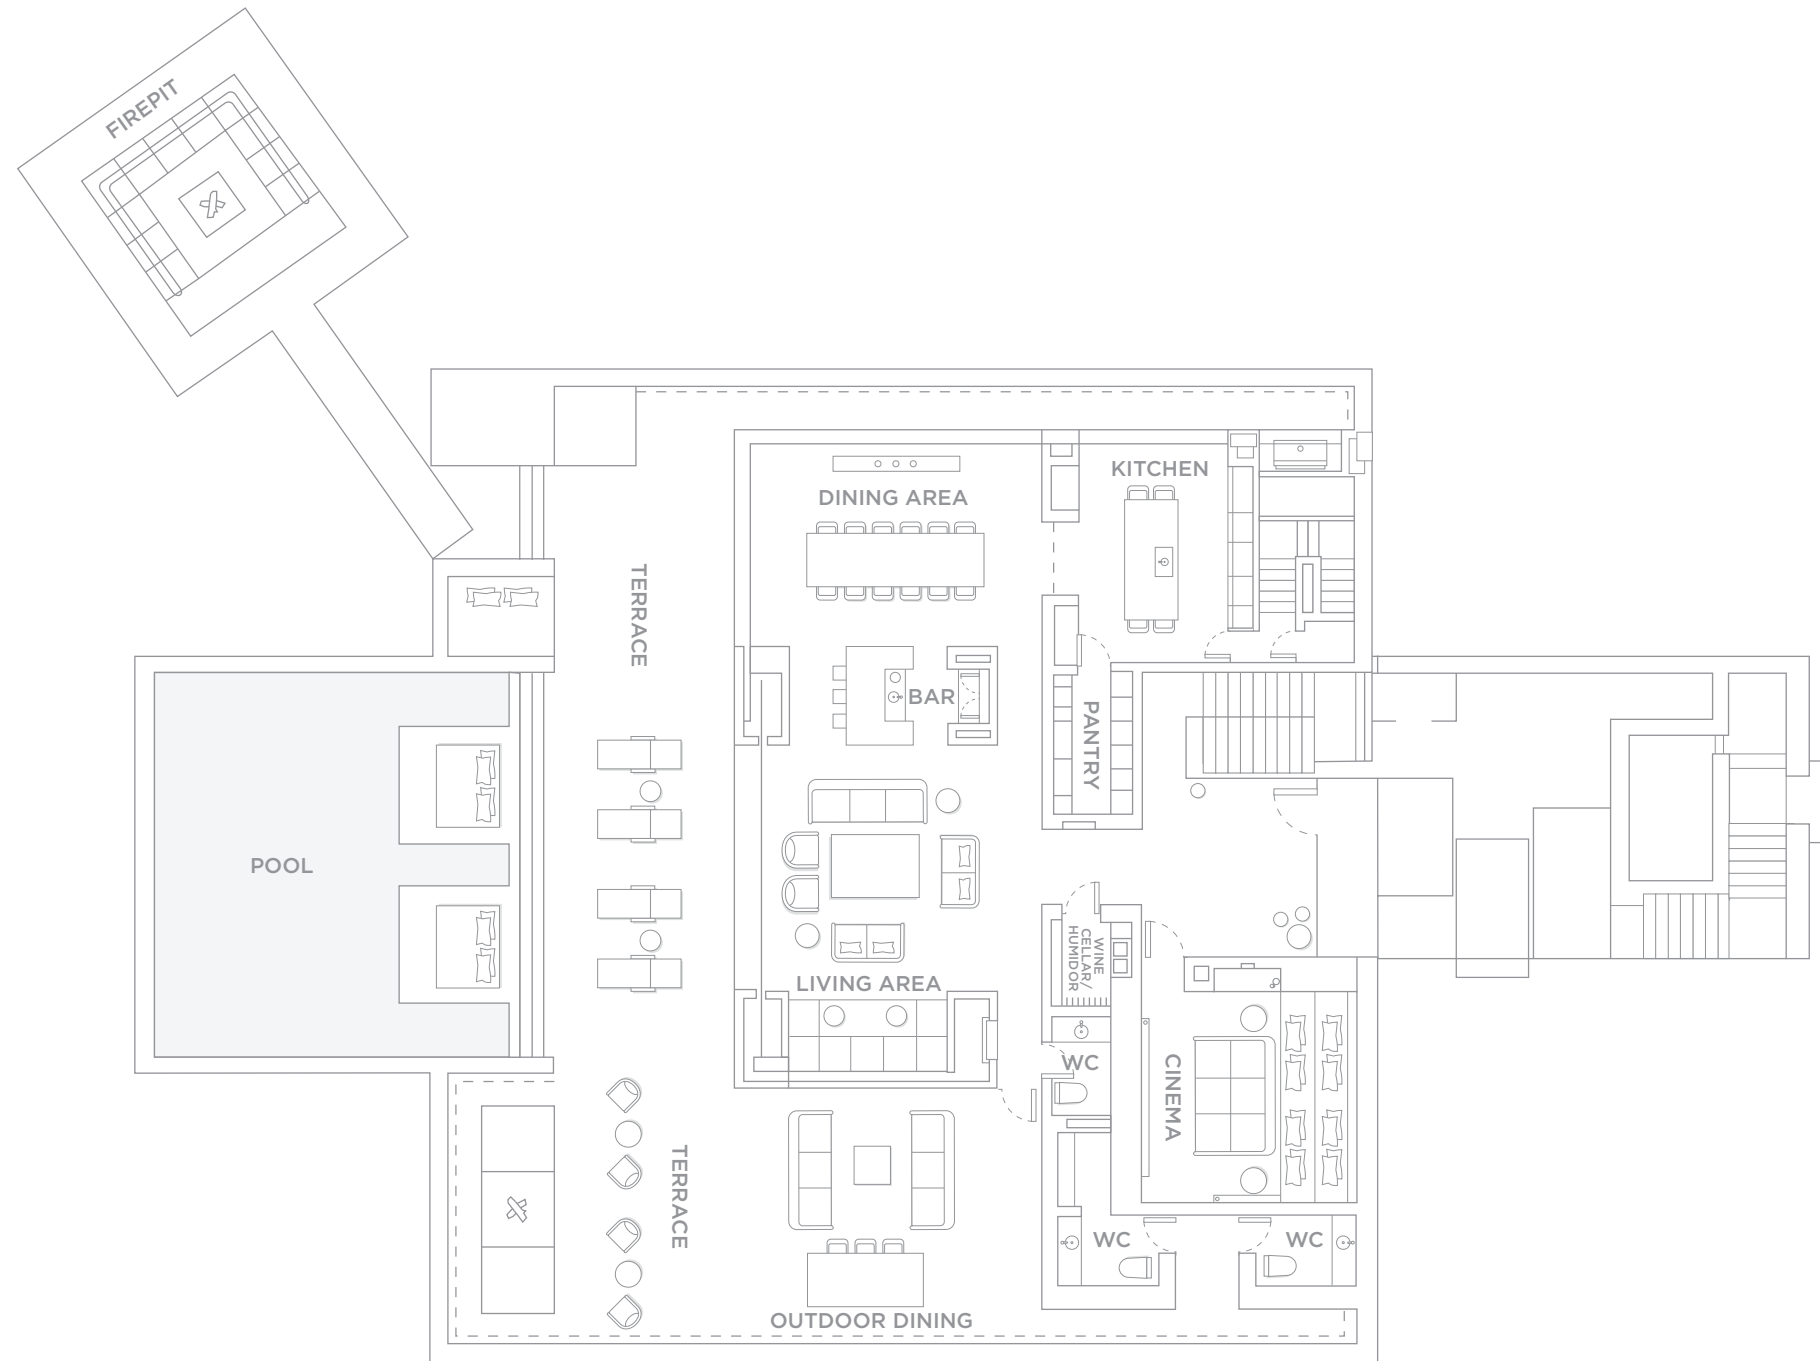 FIREPIT
KITCHEN
DINING AREA
TERRACE
BAR
PANTRY
POOL
WINE
CELLAR/
HUMIDOR
LIVING AREA
WC
CINEMA
TERRACE
WC
WC
OUTDOOR DINING